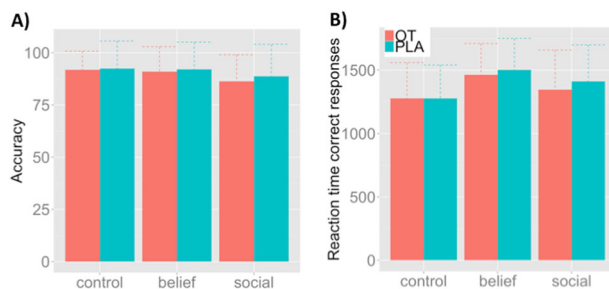 A)
Accuracy
100
75
50
25
0
control belief social
B)
OT
PLA
Reaction time correct responses
1500
1000
500
0
control belief social